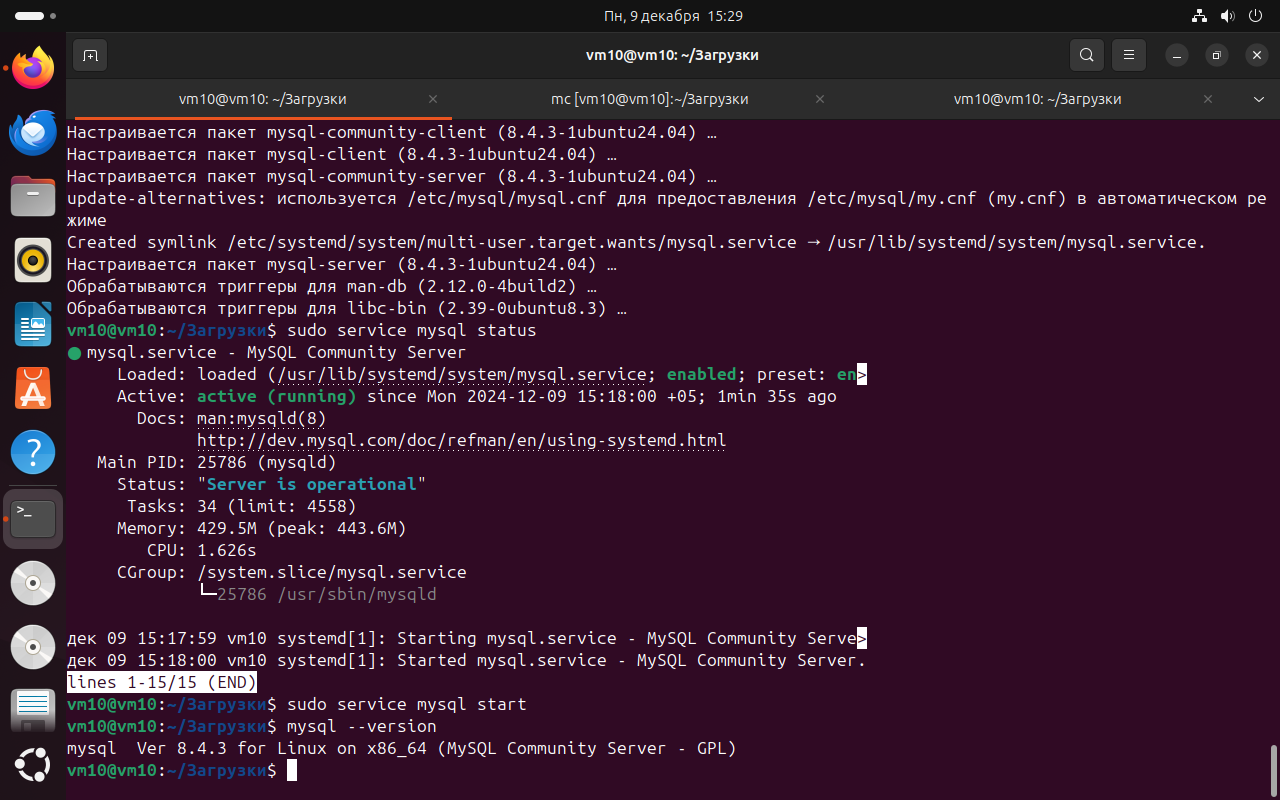 Пн, 9 декабря 15:29
vm10@vm10: ~/Загрузки
vm10@vm10: ~/Загрузки
mc [vm10@vm10]:~/Загрузки
vm10@vm10: ~/Загрузки
Настраивается пакет mysql-community-client (8.4.3-1ubuntu24.04) …
Настраивается пакет mysql-client (8.4.3-1ubuntu24.04) …
Настраивается пакет mysql-community-server (8.4.3-1ubuntu24.04) …
update-alternatives: используется /etc/mysql/mysql.cnf для предоставления /etc/mysql/my.cnf (my.cnf) в автоматическом ре
жиме
Created symlink /etc/systemd/system/multi-user.target.wants/mysql.service → /usr/lib/systemd/system/mysql.service.
Настраивается пакет mysql-server (8.4.3-1ubuntu24.04) …
Обрабатываются триггеры для man-db (2.12.0-4build2) …
Обрабатываются триггеры для libc-bin (2.39-0ubuntu8.3) …
vm10@vm10:~/Загрузки$ sudo service mysql status
● mysql.service - MySQL Community Server
Loaded: loaded (/usr/lib/systemd/system/mysql.service; enabled; preset: en>
Active: active (running) since Mon 2024-12-09 15:18:00 +05; 1min 35s ago
Docs: man:mysqld(8)
http://dev.mysql.com/doc/refman/en/using-systemd.html
Main PID: 25786 (mysqld)
Status: "Server is operational"
Tasks: 34 (limit: 4558)
Memory: 429.5M (peak: 443.6M)
CPU: 1.626s
CGroup: /system.slice/mysql.service
└─25786 /usr/sbin/mysqld
дек 09 15:17:59 vm10 systemd[1]: Starting mysql.service - MySQL Community Serve>
дек 09 15:18:00 vm10 systemd[1]: Started mysql.service - MySQL Community Server.
lines 1-15/15 (END)
vm10@vm10:~/Загрузки$ sudo service mysql start
vm10@vm10:~/Загрузки$ mysql --version
mysql  Ver 8.4.3 for Linux on x86_64 (MySQL Community Server - GPL)
vm10@vm10:~/Загрузки$